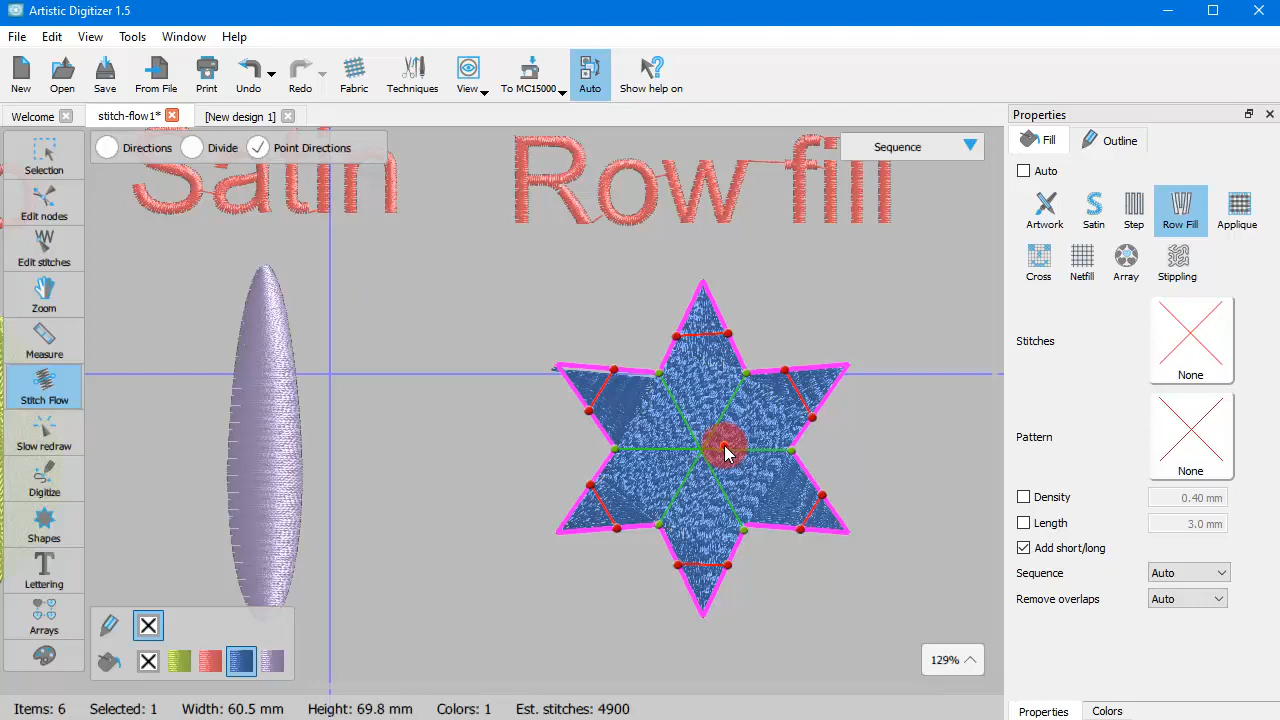 Artistic Digitizer 1.5
File Edit View Tools Window Help
New Open Save From File Print Undo Redo Fabric Techniques View To MC15000 Auto Show help on
Welcome stitch-flow1* [New design 1]
Properties
Fill Outline
Directions Divide Point Directions
Sequence
Auto
Satin Row fill
Selection
Edit nodes
Edit stitches
Zoom
Measure
Stitch Flow
Slow redraw
Digitize
Shapes
Lettering
Arrays
Artwork Satin Step Row Fill Applique
Cross Netfill Array Stippling
Stitches
None
Pattern
None
Density 0.40 mm
Length 3.0 mm
Add short/long
Sequence Auto
Remove overlaps Auto
129%
Items: 6 Selected: 1 Width: 60.5 mm Height: 69.8 mm Colors: 1 Est. stitches: 4900
Properties Colors